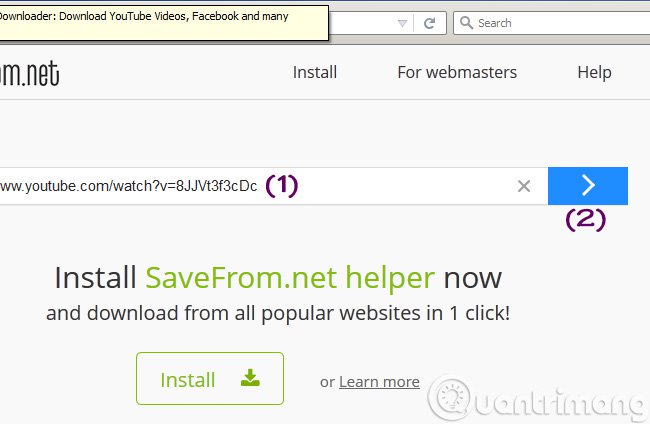 Downloader: Download YouTube Videos, Facebook and many
Search
om.net
Install
For webmasters
Help
ww.youtube.com/watch?v=8JJVt3f3cDc
(1)
(2)
Install SaveFrom.net helper now
and download from all popular websites in 1 click!
Install
or Learn more
Quantrimang